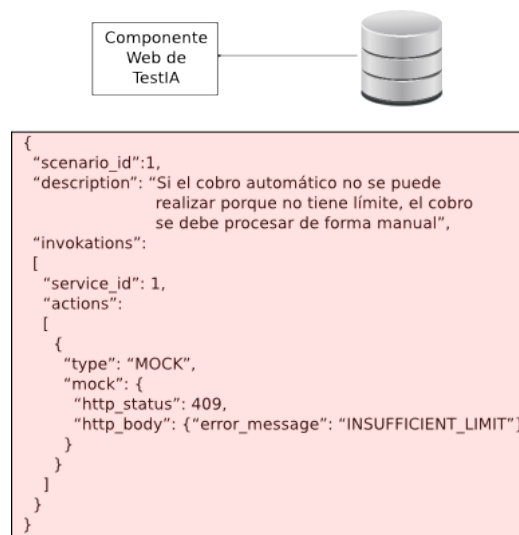 Componente
Web de
TestIA
{
“scenario_id”:1,
“description”: “Si el cobro automático no se puede
realizar porque no tiene límite, el cobro
se debe procesar de forma manual”,
“invokations”:
[
“service_id”: 1,
“actions”:
[
{
“type”: “MOCK”,
“mock”: {
“http_status”: 409,
“http_body”: {“error_message”: “INSUFFICIENT_LIMIT”}
}
}
]
}
}